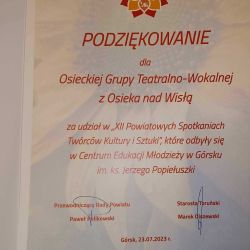 PODZIĘKOWANIE
dla
Osieckiej Grupy Teatralno-Wokalnej
z Osieka nad Wisłą
za udział w „XII Powiatowych Spotkaniach
Twórców Kultury i Sztuki", które odbyły się
w Centrum Edukacji Młodzieży w Górsku
im. ks. Jerzego Popiełuszki
Przewodniczący Rady Powiatu
Paweł Polikowski
Starosta Toruński
Marek Olszewski
Górsk, 23.07.2023 r.